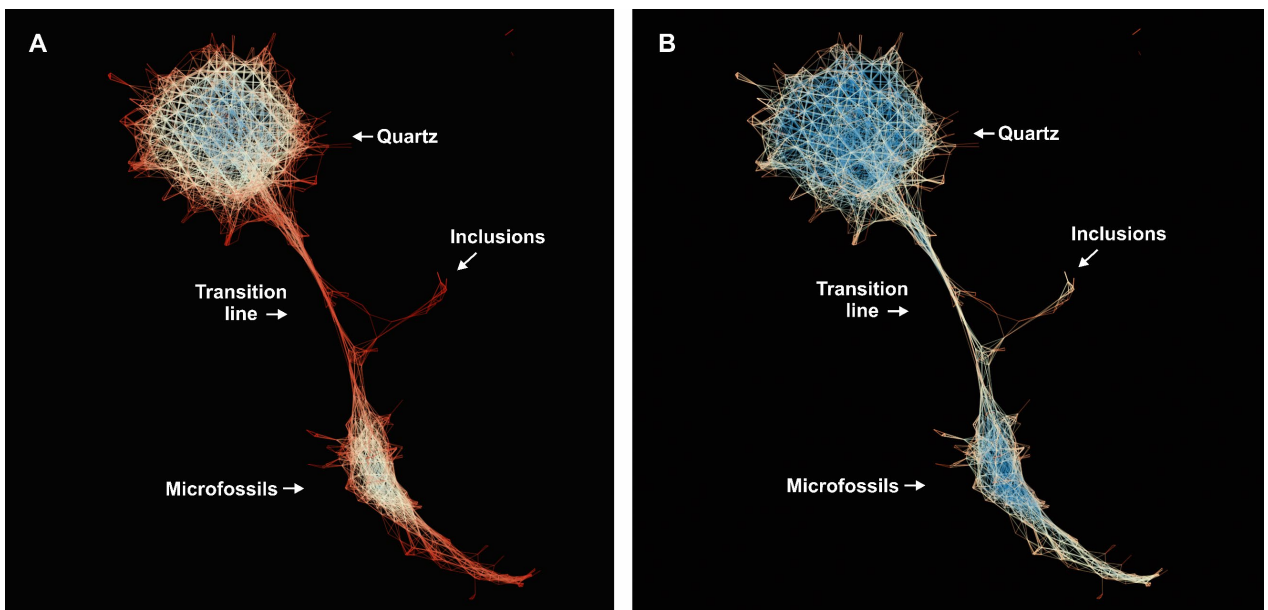 A
Quartz
Inclusions
Transition
line
Microfossils
B
Quartz
Inclusions
Transition
line
Microfossils